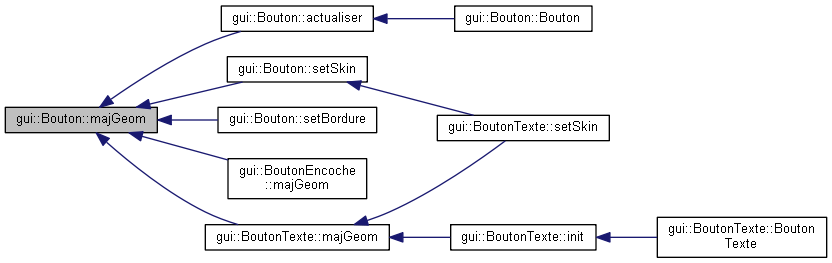 gui::Bouton::actualiser
gui::Bouton::Bouton
gui::Bouton::setSkin
gui::Bouton::majGeom
gui::Bouton::setBordure
gui::BoutonTexte::setSkin
gui::BoutonEncoche
::majGeom
gui::BoutonTexte::majGeom
gui::BoutonTexte::init
gui::BoutonTexte::Bouton
Texte